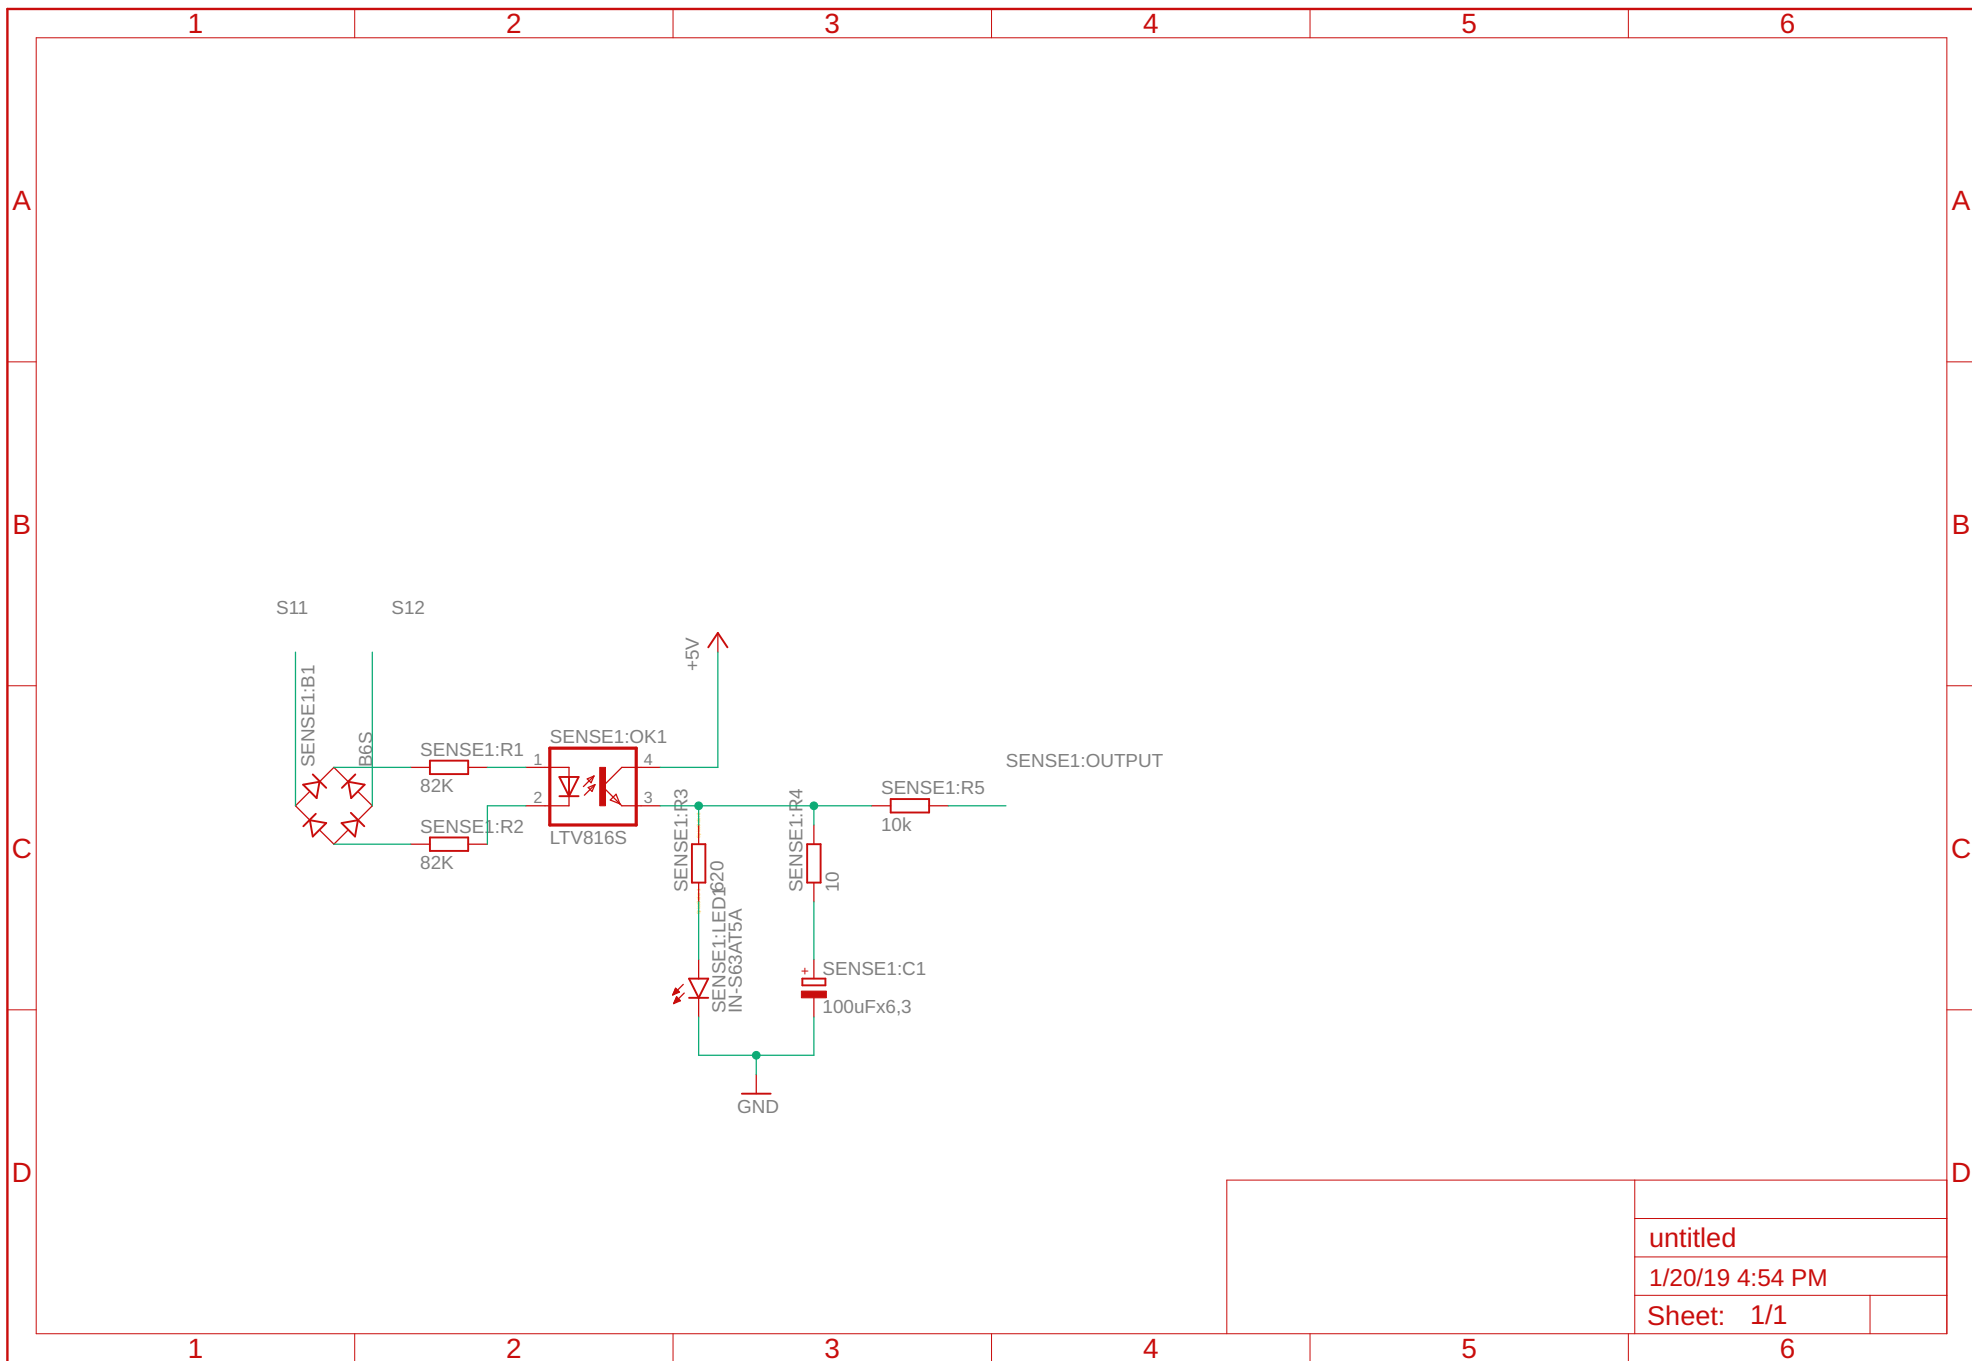 1 2 3 4 5 6
A A
B B
S11 S12
+5V
SENSE1:B1
B6S
SENSE1:OK1
SENSE1:R1 1 4
SENSE1:OUTPUT
82K
SENSE1:R5
2 3
SENSE1:R3
SENSE1:R4
10k
SENSE1:R2
LTV816S
C C
82K
620
10
SENSE1:LED1
IN-S63AT5A
+ SENSE1:C1
100uFx6,3
GND
D D
untitled
1/20/19 4:54 PM
Sheet: 1/1
1 2 3 4 5 6